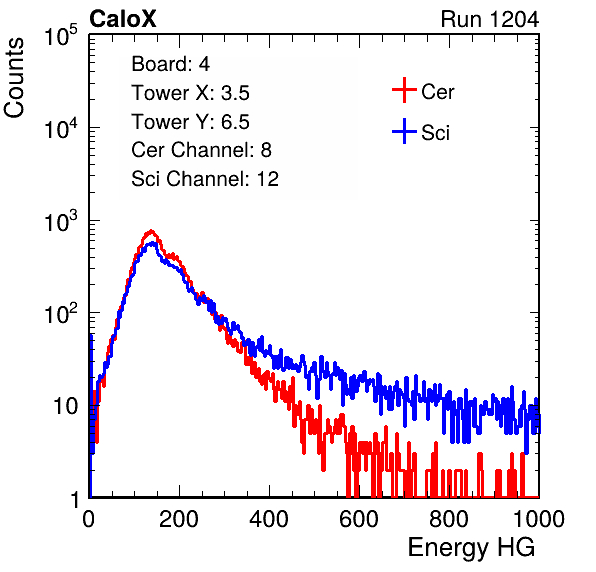 CaloX Run 1204
Counts
Board: 4
Tower X: 3.5
Tower Y: 6.5
Cer Channel: 8
Sci Channel: 12
Cer
Sci
10^5
10^4
10^3
10^2
10
1
0 200 400 600 800 1000
Energy HG